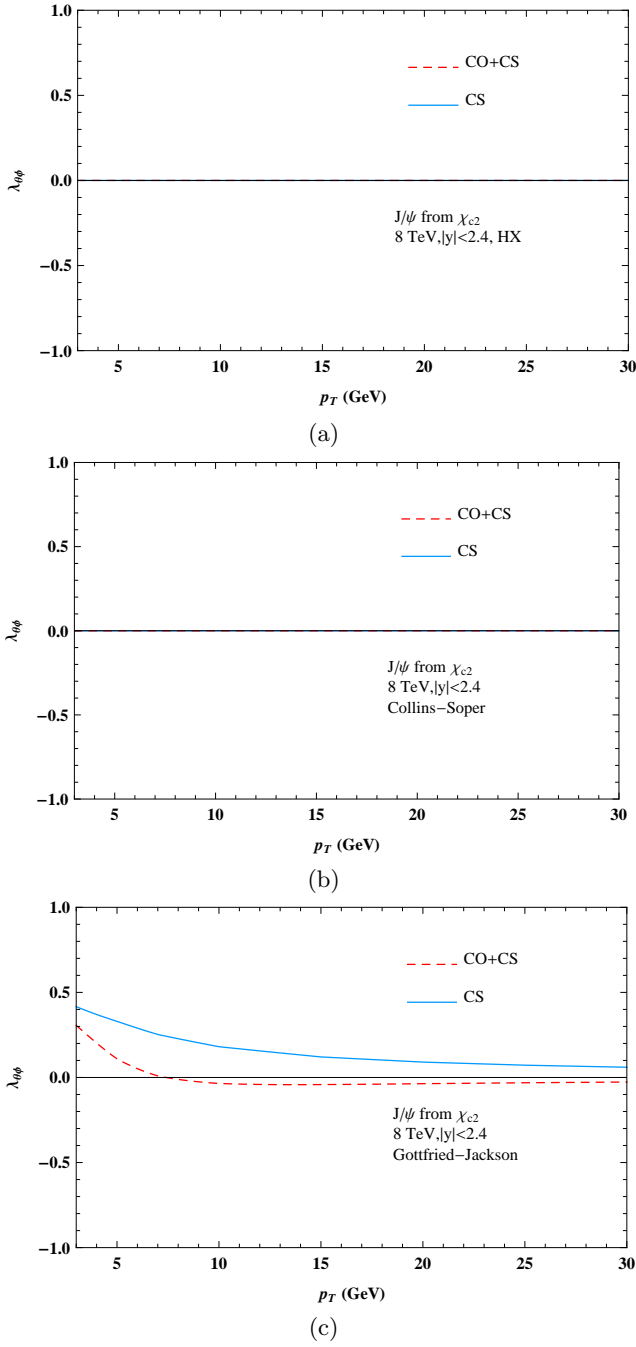 1.0
0.5
0.0
−0.5
−1.0
λθϕ
CO+CS
CS
J/ψ from χc2
8 TeV,|y|<2.4, HX
5 10 15 20 25 30
pT (GeV)
(a)
1.0
0.5
0.0
−0.5
−1.0
λθϕ
CO+CS
CS
J/ψ from χc2
8 TeV,|y|<2.4
Collins−Soper
5 10 15 20 25 30
pT (GeV)
(b)
1.0
0.5
0.0
−0.5
−1.0
λθϕ
CO+CS
CS
J/ψ from χc2
8 TeV,|y|<2.4
Gottfried−Jackson
5 10 15 20 25 30
pT (GeV)
(c)